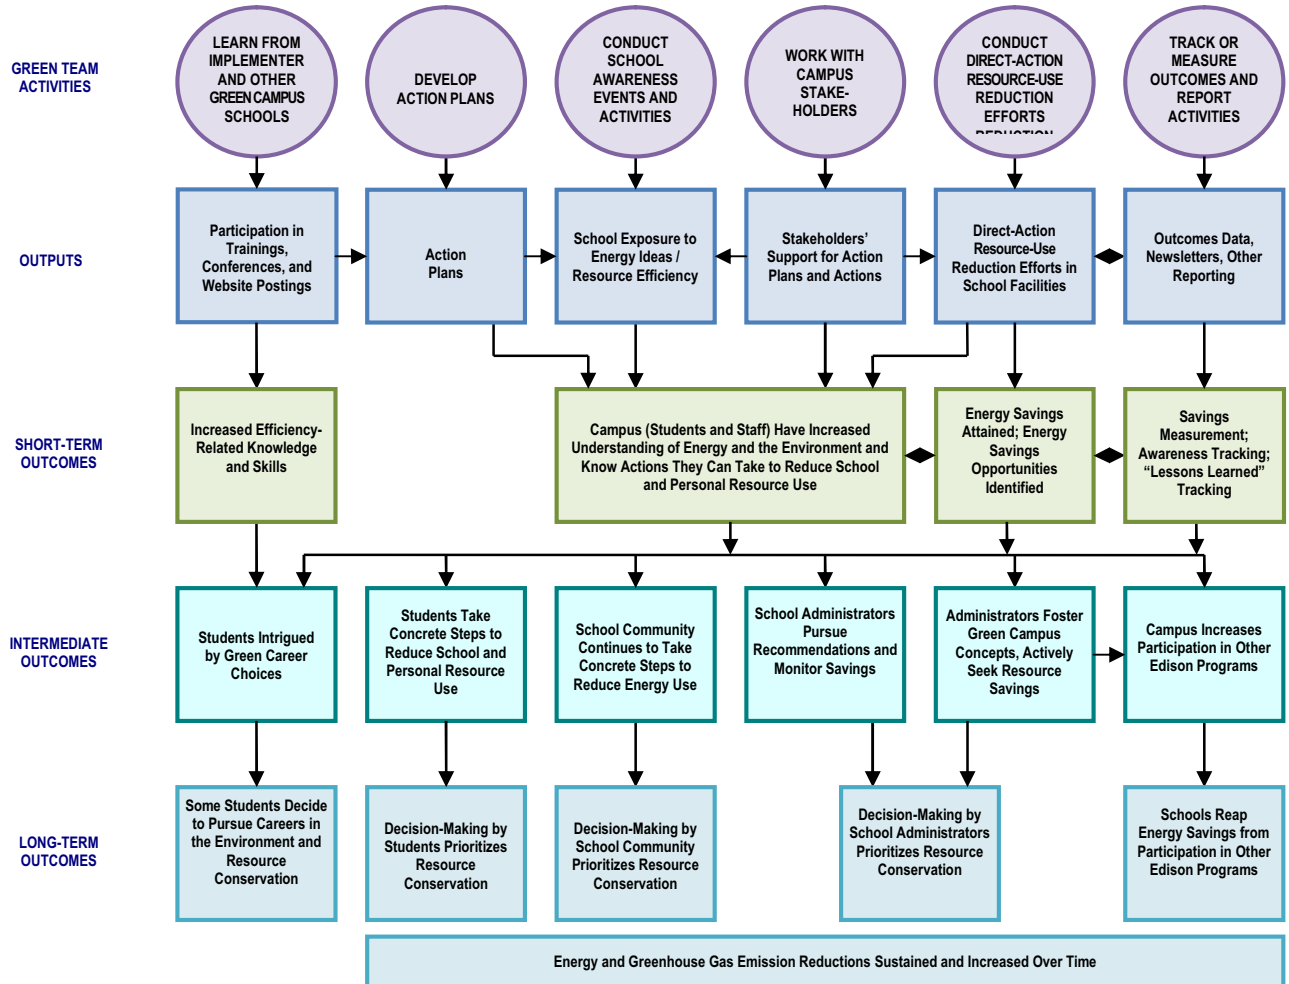 GREEN TEAM
ACTIVITIES
LEARN FROM
IMPLEMENTER
AND OTHER
GREEN CAMPUS
SCHOOLS
DEVELOP
ACTION PLANS
CONDUCT
SCHOOL
AWARENESS
EVENTS AND
ACTIVITIES
WORK WITH
CAMPUS
STAKE-
HOLDERS
CONDUCT
DIRECT-ACTION
RESOURCE-USE
REDUCTION
EFFORTS
REDUCTION
TRACK OR
MEASURE
OUTCOMES AND
REPORT
ACTIVITIES
OUTPUTS
Participation in
Trainings,
Conferences, and
Website Postings
Action
Plans
School Exposure to
Energy Ideas /
Resource Efficiency
Stakeholders’
Support for Action
Plans and Actions
Direct-Action
Resource-Use
Reduction Efforts in
School Facilities
Outcomes Data,
Newsletters, Other
Reporting
SHORT-TERM
OUTCOMES
Increased Efficiency-
Related Knowledge
and Skills
Campus (Students and Staff) Have Increased
Understanding of Energy and the Environment and
Know Actions They Can Take to Reduce School
and Personal Resource Use
Energy Savings
Attained; Energy
Savings
Opportunities
Identified
Savings
Measurement;
Awareness Tracking;
“Lessons Learned”
Tracking
INTERMEDIATE
OUTCOMES
Students Intrigued
by Green Career
Choices
Students Take
Concrete Steps to
Reduce School and
Personal Resource
Use
School Community
Continues to Take
Concrete Steps to
Reduce Energy Use
School Administrators
Pursue
Recommendations and
Monitor Savings
Administrators Foster
Green Campus
Concepts, Actively
Seek Resource
Savings
Campus Increases
Participation in Other
Edison Programs
LONG-TERM
OUTCOMES
Some Students Decide
to Pursue Careers in
the Environment and
Resource
Conservation
Decision-Making by
Students Prioritizes
Resource
Conservation
Decision-Making by
School Community
Prioritizes Resource
Conservation
Decision-Making by
School Administrators
Prioritizes Resource
Conservation
Schools Reap
Energy Savings from
Participation in Other
Edison Programs
Energy and Greenhouse Gas Emission Reductions Sustained and Increased Over Time